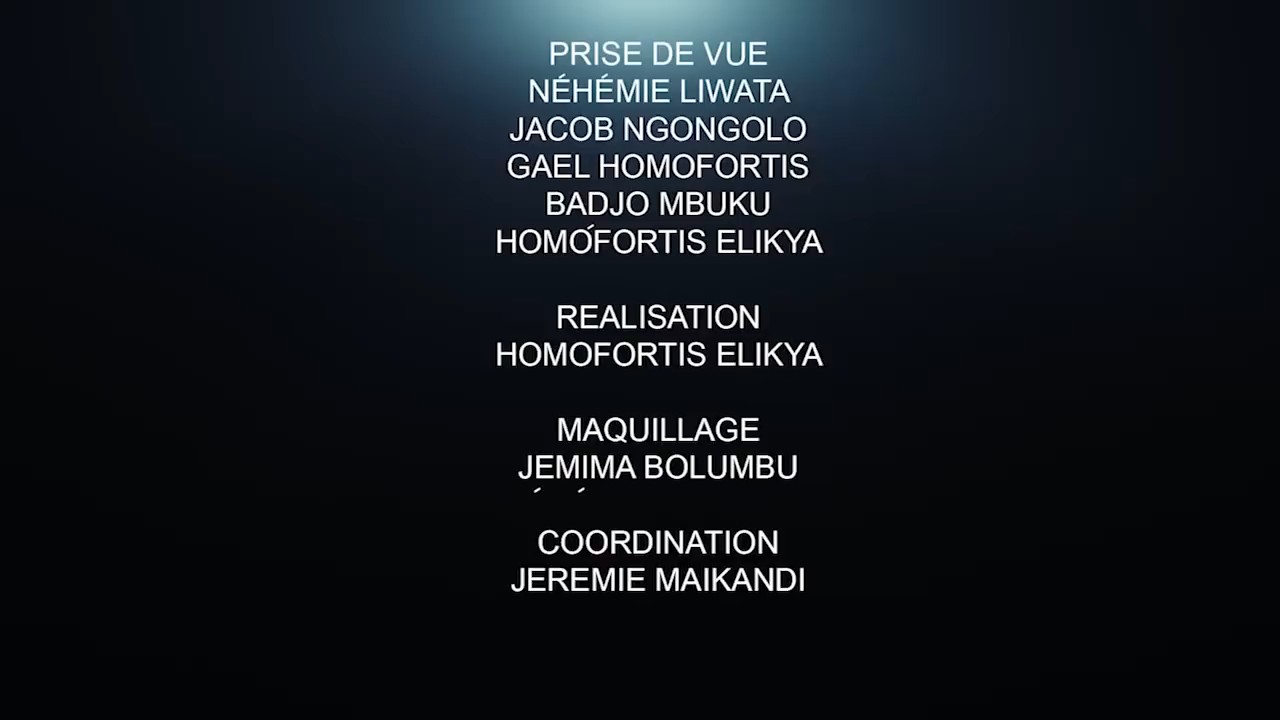 PRISE DE VUE
NÉHÉMIE LIWATA
JACOB NGONGOLO
GAEL HOMOFORTIS
BADJO MBUKU
HOMOFORTIS ELIKYA
REALISATION
HOMOFORTIS ELIKYA
MAQUILLAGE
JEMIMA BOLUMBU
COORDINATION
JEREMIE MAIKANDI